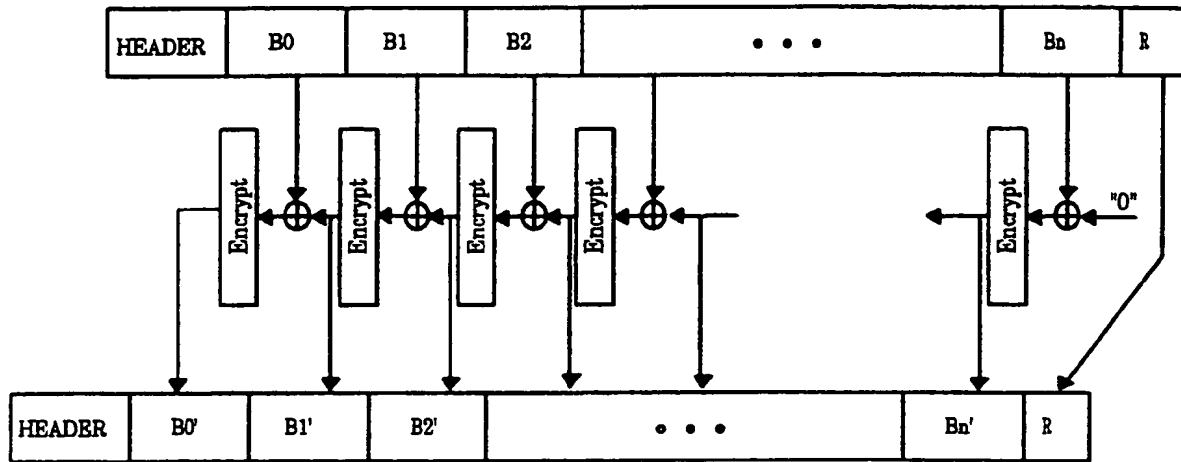 HEADER B0 B1 B2 • • • Bn R
Encrypt Encrypt Encrypt Encrypt Encrypt "0"
HEADER B0' B1' B2' • • • Bn' R